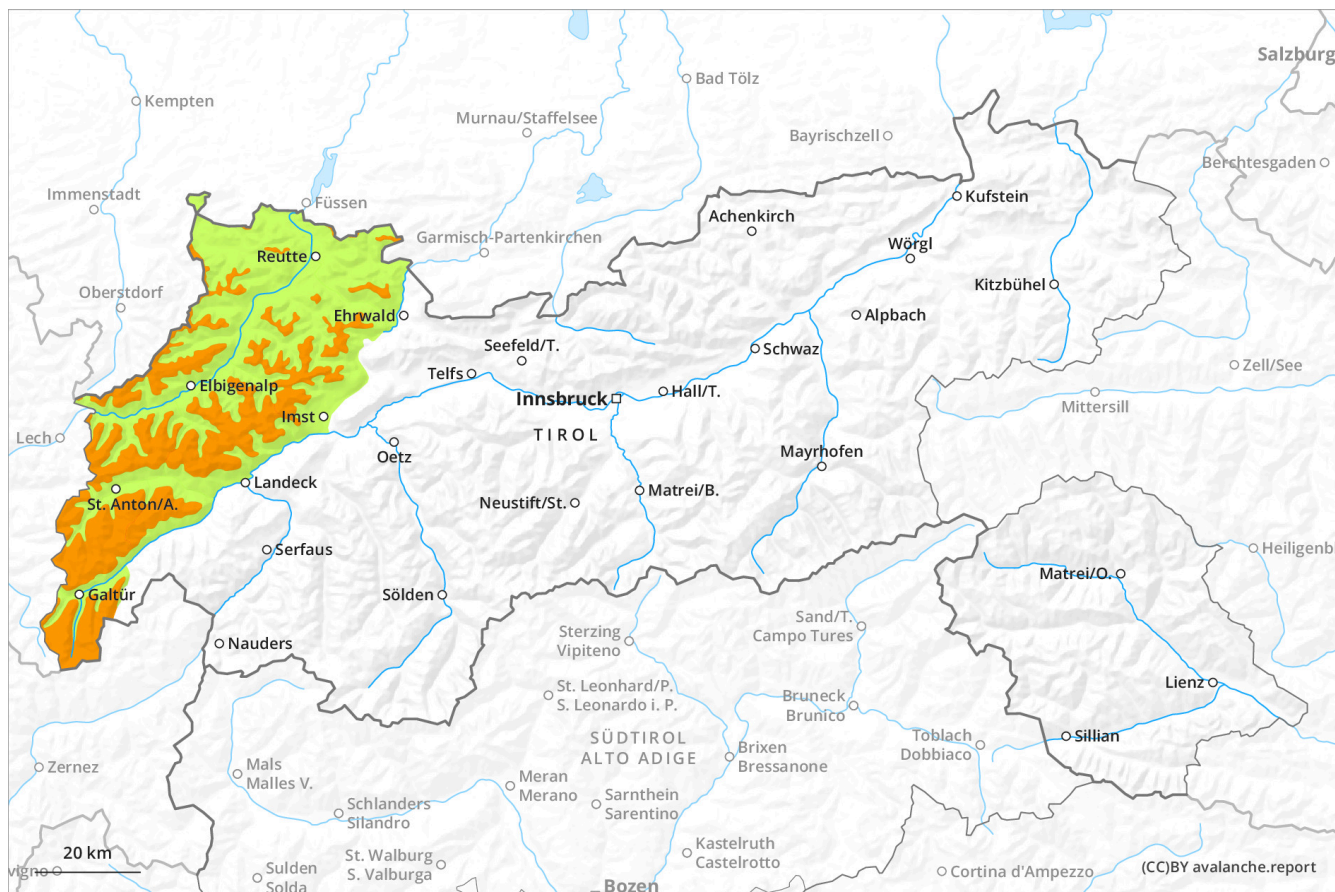 Salzburg
Bad Tölz
Kempten
Murnau/Staffelsee
Bayrischzell
Berchtesgaden
Immenstadt
Füssen
Kufstein
Achenkirch
Garmisch-Partenkirchen
Wörgl
Reutte
Kitzbühel
Oberstdorf
Ehrwald
Alpbach
Seefeld/T.
Schwaz
Zell/See
Telfs
Elbigenalp
Hall/T.
Innsbruck
Mittersill
Imst
Lech
TIROL
Oetz
Mayrhofen
Landeck
Matrei/B.
St. Anton/A.
Neustift/St.
Serfaus
Heiligenb
Matrei/O.
Galtür
Sölden
Sand/T.
Campo Tures
Nauders
Sterzing
Vipiteno
Lienz
St. Leonhard/P.
S. Leonardo i. P.
Bruneck
Brunico
SÜDTIROL
ALTO ADIGE
Toblach
Dobbiaco
Sillian
Brixen
Bressanone
Zernez
Mals
Malles V.
Meran
Merano
Sarnthein
Sarentino
Schlanders
Silandro
Kastelruth
Castelrotto
20 km
St. Walburg
S. Valburga
vigno
Sulden
Solda
Cortina d'Ampezzo
(CC)BY avalanche.report
Bozen